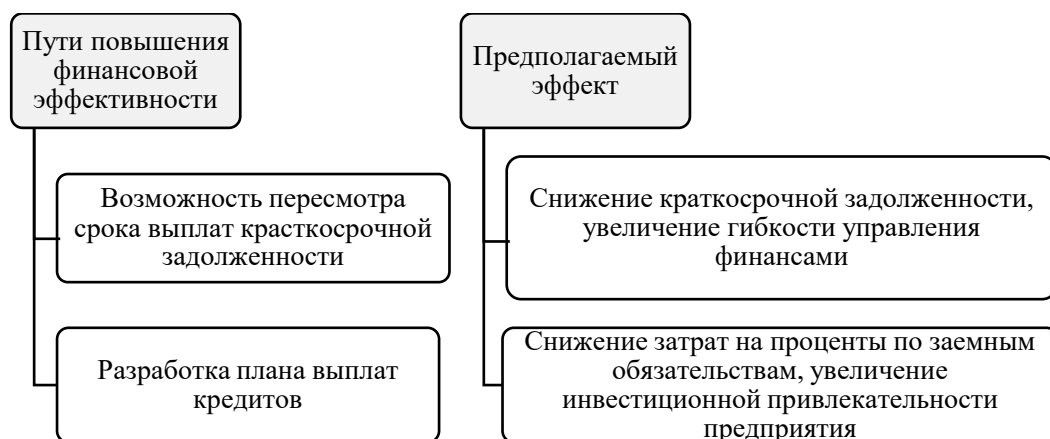 Пути повышения
финансовой
эффективности
Возможность пересмотра
срока выплат красткосрочной
задолженности
Разработка плана выплат
кредитов
Предполагаемый
эффект
Снижение краткосрочной задолженности,
увеличение гибкости управления
финансами
Снижение затрат на проценты по заемным
обязательствам, увеличение
инвестиционной привлекательности
предприятия